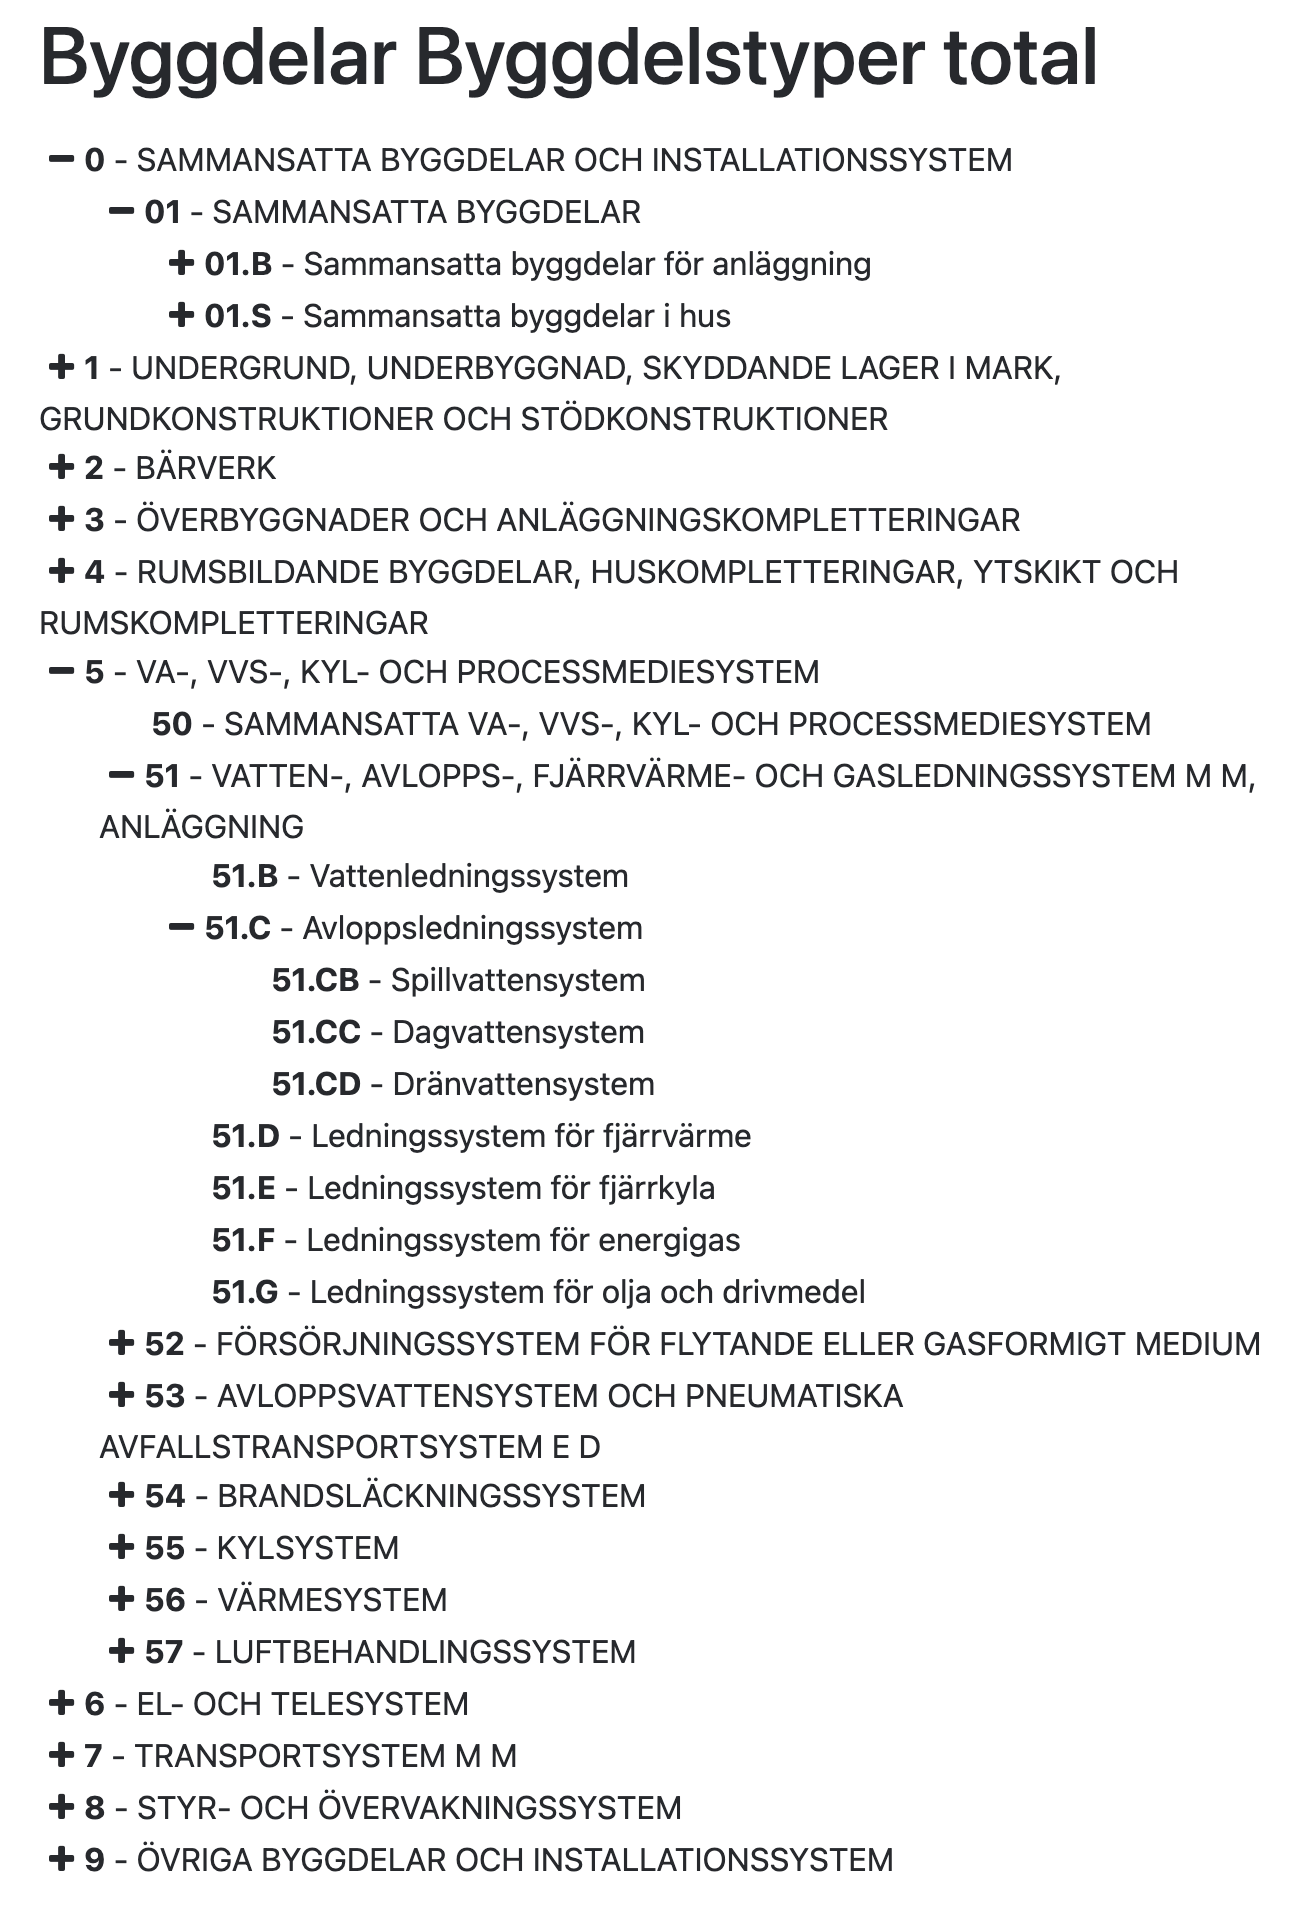 Byggdelar Byggdelstyper total
− 0 - SAMMANSATTA BYGGDELAR OCH INSTALLATIONSSYSTEM
− 01 - SAMMANSATTA BYGGDELAR
+ 01.B - Sammansatta byggdelar för anläggning
+ 01.S - Sammansatta byggdelar i hus
+ 1 - UNDERGRUND, UNDERBYGGNAD, SKYDDANDE LAGER I MARK,
GRUNDKONSTRUKTIONER OCH STÖDKONSTRUKTIONER
+ 2 - BÄRVERK
+ 3 - ÖVERBYGGNADER OCH ANLÄGGNINGSKOMPLETTERINGAR
+ 4 - RUMSBILDANDE BYGGDELAR, HUSKOMPLETTERINGAR, YTSKIKT OCH
RUMSKOMPLETTERINGAR
− 5 - VA-, VVS-, KYL- OCH PROCESSMEDIESYSTEM
50 - SAMMANSATTA VA-, VVS-, KYL- OCH PROCESSMEDIESYSTEM
− 51 - VATTEN-, AVLOPPS-, FJÄRRVÄRME- OCH GASLEDNINGSSYSTEM M M,
ANLÄGGNING
51.B - Vattenledningssystem
− 51.C - Avloppsledningssystem
51.CB - Spillvattensystem
51.CC - Dagvattensystem
51.CD - Dränvattensystem
51.D - Ledningssystem för fjärrvärme
51.E - Ledningssystem för fjärrkyla
51.F - Ledningssystem för energigas
51.G - Ledningssystem för olja och drivmedel
+ 52 - FÖRSÖRJNINGSSYSTEM FÖR FLYTANDE ELLER GASFORMIGT MEDIUM
+ 53 - AVLOPPSVATTENSYSTEM OCH PNEUMATISKA
AVFALLSTRANSPORTSYSTEM E D
+ 54 - BRANDSLÄCKNINGSSYSTEM
+ 55 - KYLSYSTEM
+ 56 - VÄRMESYSTEM
+ 57 - LUFTBEHANDLINGSSYSTEM
+ 6 - EL- OCH TELESYSTEM
+ 7 - TRANSPORTSYSTEM M M
+ 8 - STYR- OCH ÖVERVAKNINGSSYSTEM
+ 9 - ÖVRIGA BYGGDELAR OCH INSTALLATIONSSYSTEM